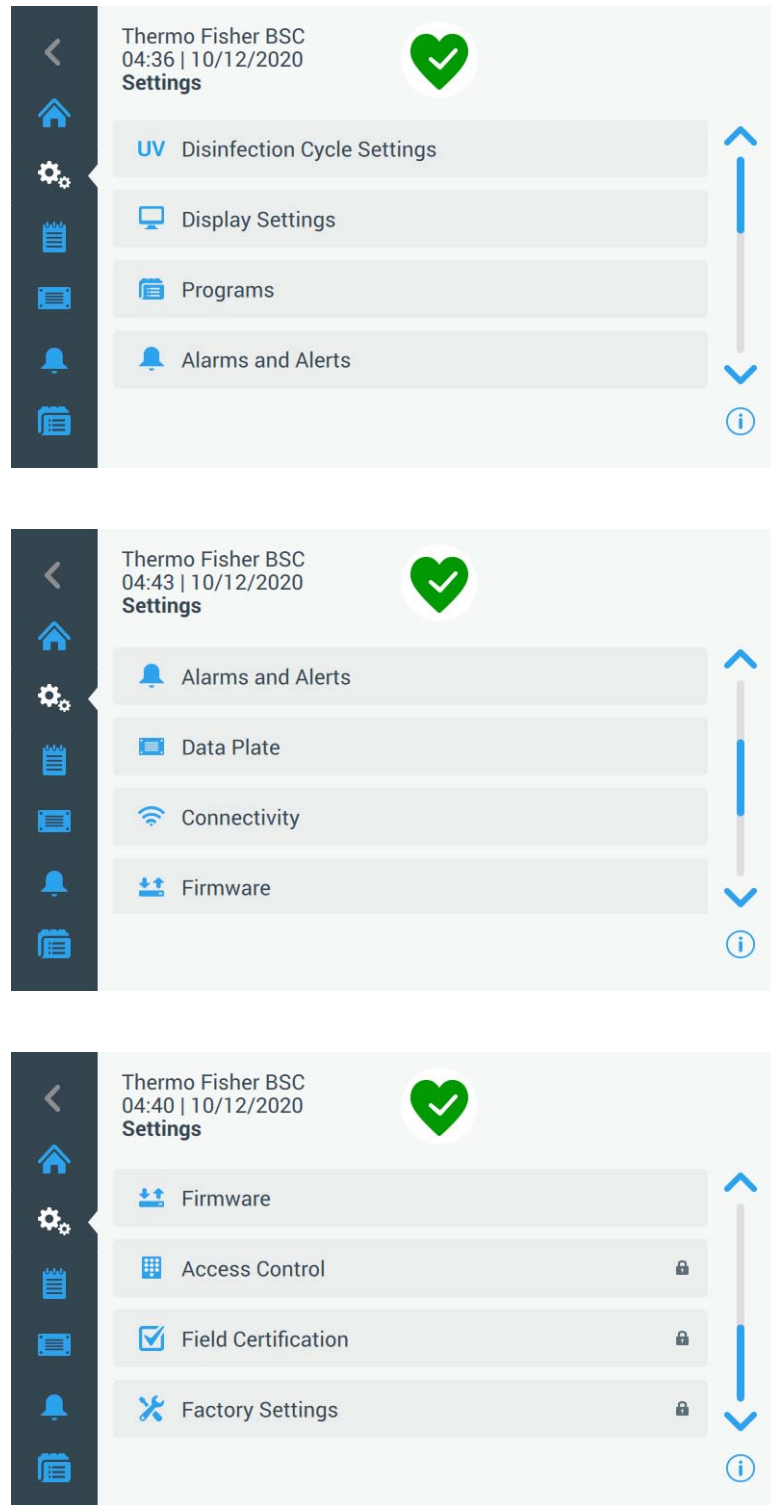 Thermo Fisher BSC
04:36 | 10/12/2020
Settings
UV Disinfection Cycle Settings
Display Settings
Programs
Alarms and Alerts
Thermo Fisher BSC
04:43 | 10/12/2020
Settings
Alarms and Alerts
Data Plate
Connectivity
Firmware
Thermo Fisher BSC
04:40 | 10/12/2020
Settings
Firmware
Access Control
Field Certification
Factory Settings